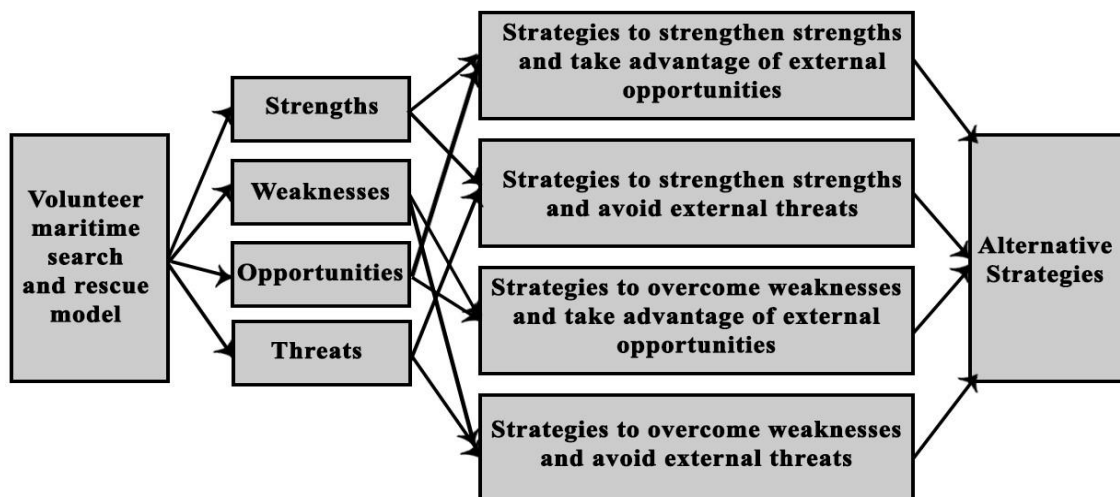 Volunteer
maritime
search
and rescue
model
Strengths
Weaknesses
Opportunities
Threats
Strategies to strengthen strengths
and take advantage of external
opportunities
Strategies to strengthen strengths
and avoid external threats
Strategies to overcome weaknesses
and take advantage of external
opportunities
Strategies to overcome weaknesses
and avoid external threats
Alternative
Strategies